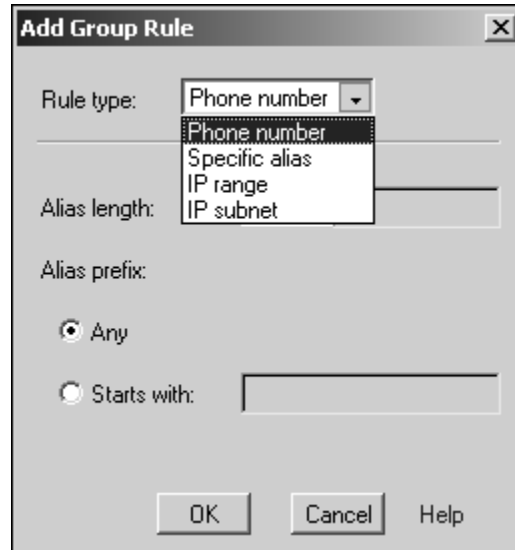 Add Group Rule
Rule type: Phone number
Phone number
Specific alias
IP range
IP subnet
Alias length:
Alias prefix:
Any
Starts with:
OK Cancel Help